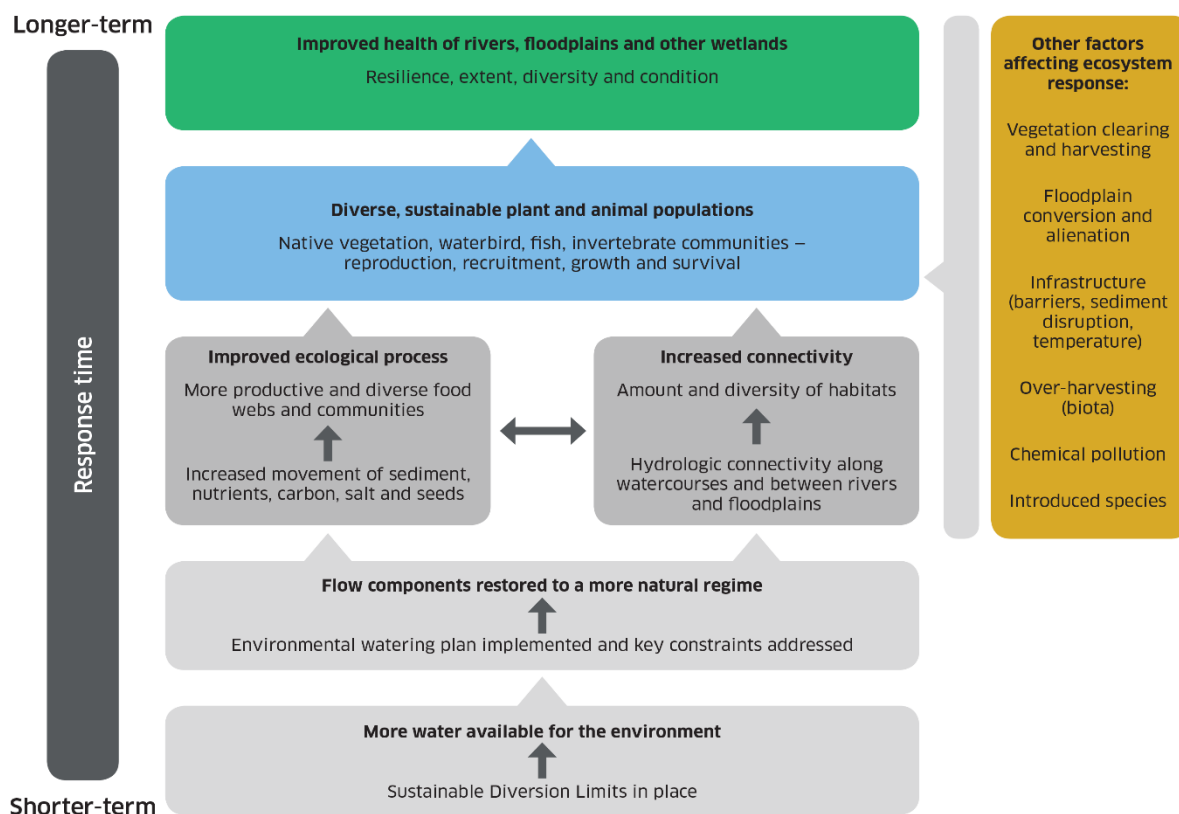 Longer-term
Response time
Shorter-term
Improved health of rivers, floodplains and other wetlands
Resilience, extent, diversity and condition
Diverse, sustainable plant and animal populations
Native vegetation, waterbird, fish, invertebrate communities –
reproduction, recruitment, growth and survival
Improved ecological process
More productive and diverse food
webs and communities
Increased movement of sediment,
nutrients, carbon, salt and seeds
Increased connectivity
Amount and diversity of habitats
Hydrologic connectivity along
watercourses and between rivers
and floodplains
Flow components restored to a more natural regime
Environmental watering plan implemented and key constraints addressed
More water available for the environment
Sustainable Diversion Limits in place
Other factors
affecting ecosystem
response:
Vegetation clearing
and harvesting
Floodplain
conversion and
alienation
Infrastructure
(barriers, sediment
disruption,
temperature)
Over-harvesting
(biota)
Chemical pollution
Introduced species